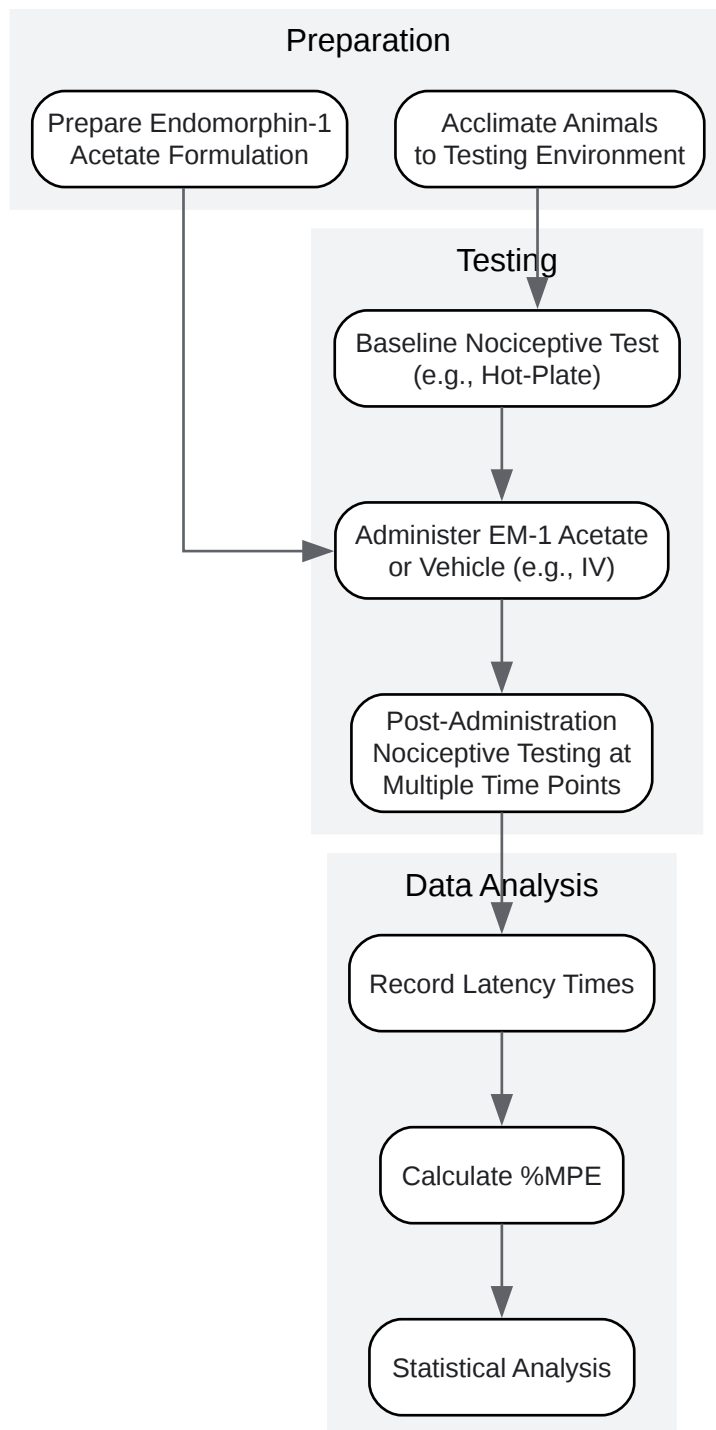 Preparation
Prepare Endomorphin-1
Acetate Formulation
Acclimate Animals
to Testing Environment
Testing
Baseline Nociceptive Test
(e.g., Hot-Plate)
Administer EM-1 Acetate
or Vehicle (e.g., IV)
Post-Administration
Nociceptive Testing at
Multiple Time Points
Data Analysis
Record Latency Times
Calculate %MPE
Statistical Analysis